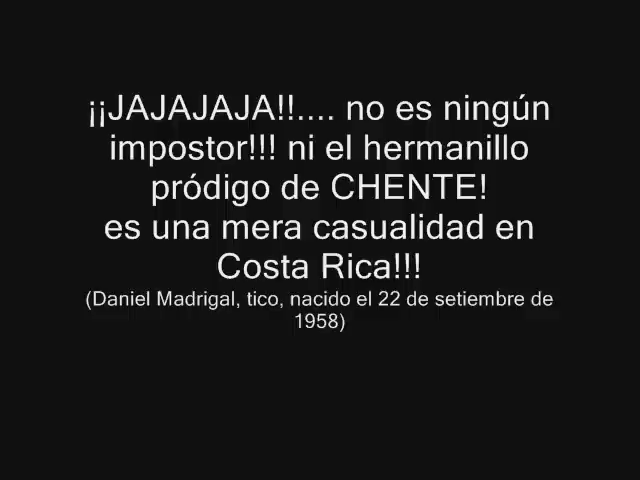 ¡¡JAJAJAJA!!.... no es ningún
impostor!!! ni el hermanillo
pródigo de CHENTE!
es una mera casualidad en
Costa Rica!!!
(Daniel Madrigal, tico, nacido el 22 de setiembre de
1958)